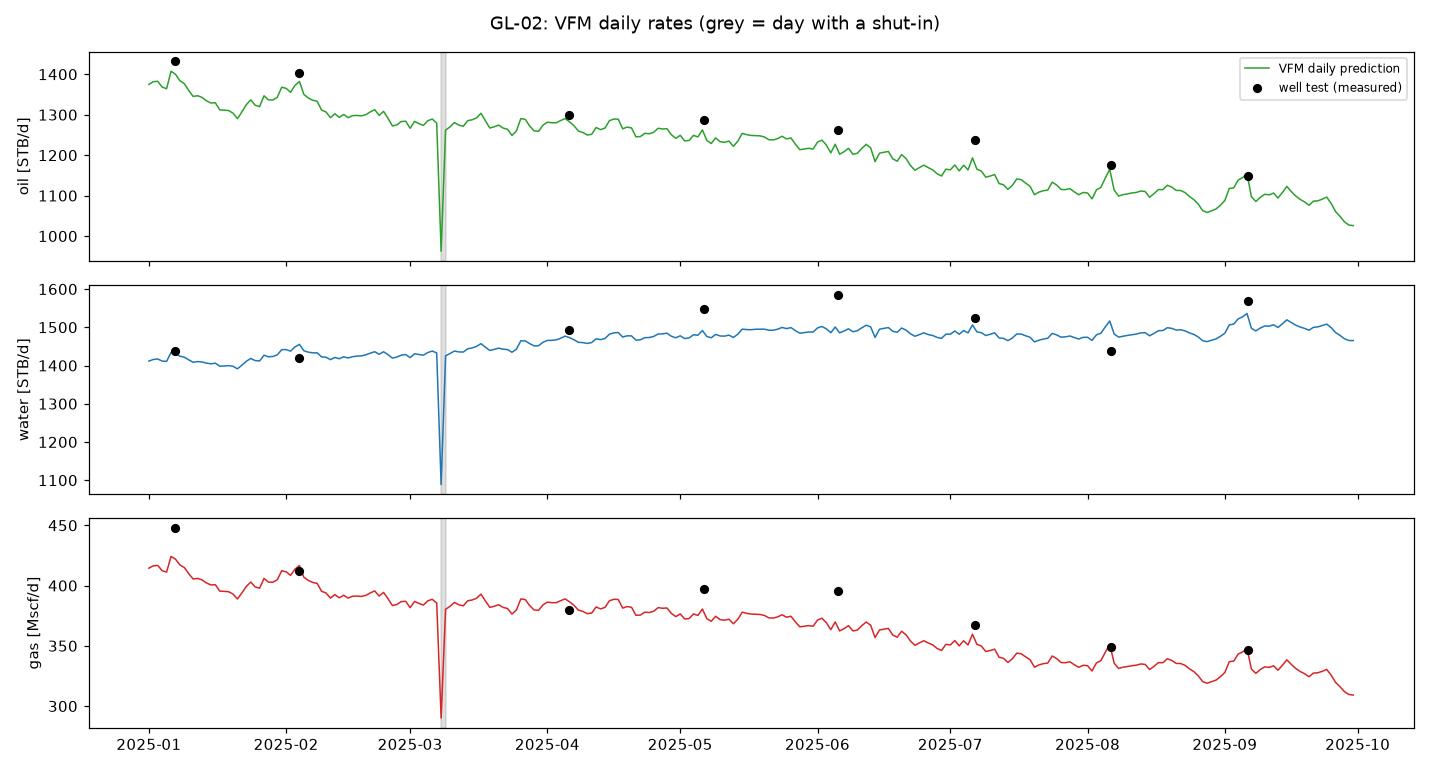 GL-02: VFM daily rates (grey = day with a shut-in)
oil [STB/d]
1400
1300
1200
1100
1000
VFM daily prediction
well test (measured)
water [STB/d]
1600
1500
1400
1300
1200
1100
gas [Mscf/d]
450
400
350
300
2025-01 2025-02 2025-03 2025-04 2025-05 2025-06 2025-07 2025-08 2025-09 2025-10